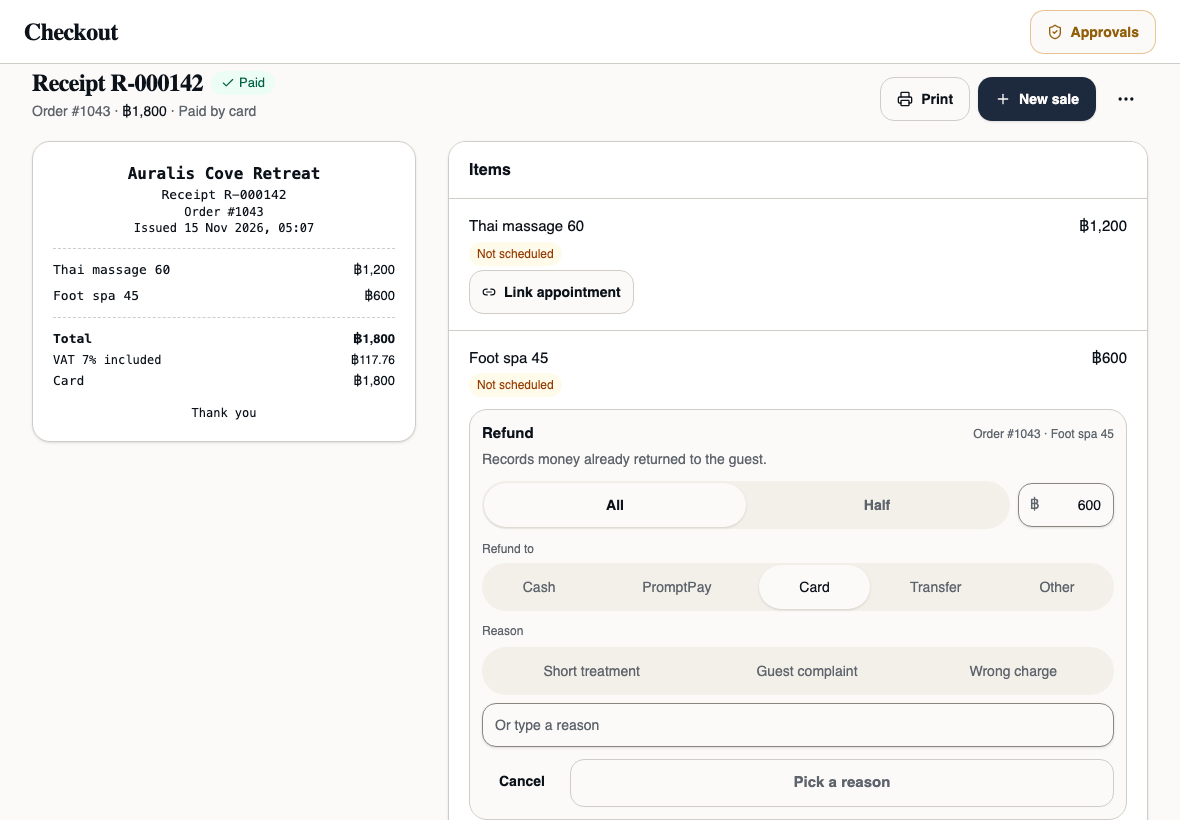 Checkout
Approvals
Receipt R-000142
Paid
Order #1043 · ฿1,800 · Paid by card
Print
New sale
Auralis Cove Retreat
Receipt R-000142
Order #1043
Issued 15 Nov 2026, 05:07
Thai massage 60 ฿1,200
Foot spa 45 ฿600
Total ฿1,800
VAT 7% included ฿117.76
Card ฿1,800
Thank you
Items
Thai massage 60 ฿1,200
Not scheduled
Link appointment
Foot spa 45 ฿600
Not scheduled
Refund Order #1043 · Foot spa 45
Records money already returned to the guest.
All Half ฿ 600
Refund to
Cash PromptPay Card Transfer Other
Reason
Short treatment Guest complaint Wrong charge
Or type a reason
Cancel Pick a reason